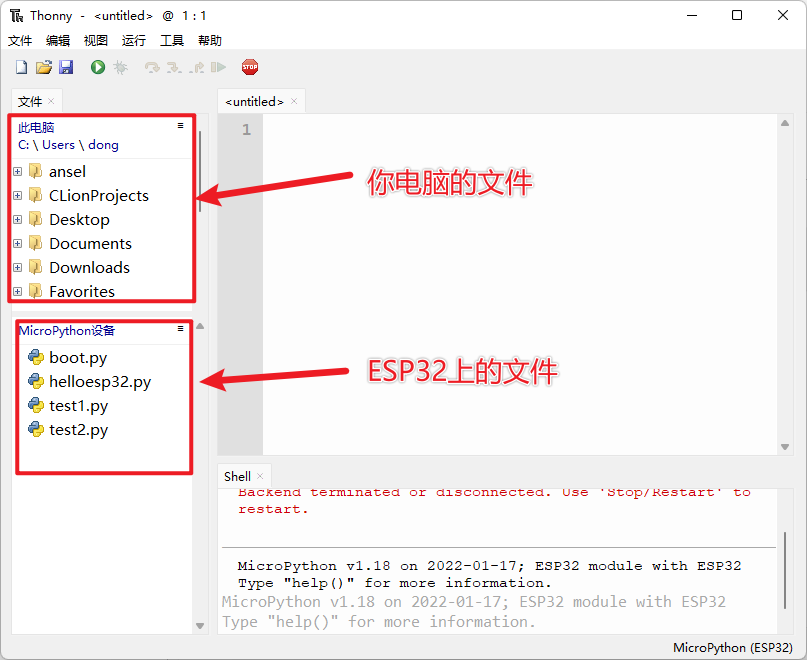 Thonny - <untitled> @ 1 : 1
文件 编辑 视图 运行 工具 帮助
STOP
文件 ×
<untitled> ×
此电脑
C: \ Users \ dong
ansel
CLionProjects
Desktop
Documents
Downloads
Favorites
1
你电脑的文件
MicroPython设备
boot.py
helloesp32.py
test1.py
test2.py
ESP32上的文件
Shell ×
Backend terminated or disconnected. Use 'Stop/Restart' to
restart.
MicroPython v1.18 on 2022-01-17; ESP32 module with ESP32
Type "help()" for more information.
MicroPython v1.18 on 2022-01-17; ESP32 module with ESP32
Type "help()" for more information.
MicroPython (ESP32)